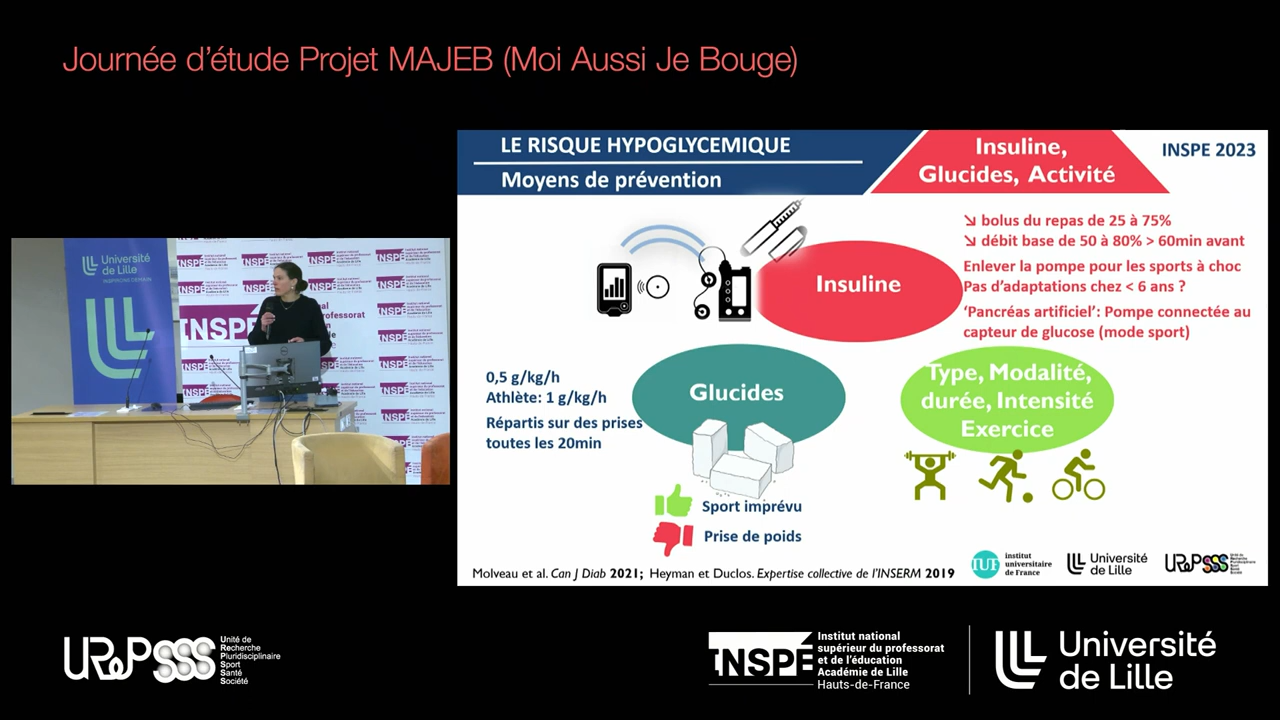 Journée d'étude Projet MAJEB (Moi Aussi Je Bouge)
LE RISQUE HYPOGLYCEMIQUE
Moyens de prévention
Insuline,
Glucides, Activité
INSPE 2023
↘ bolus du repas de 25 à 75%
↘ débit base de 50 à 80% > 60min avant
Enlever la pompe pour les sports à choc
Pas d'adaptations chez < 6 ans ?
'Pancréas artificiel': Pompe connectée au
capteur de glucose (mode sport)
Insuline
0,5 g/kg/h
Athlète: 1 g/kg/h
Répartis sur des prises
toutes les 20min
Glucides
Type, Modalité,
durée, Intensité
Exercice
Sport imprévu
Prise de poids
Molveau et al. Can J Diab 2021; Heyman et Duclos. Expertise collective de l'INSERM 2019
IUF
institut
universitaire
de France
Université
de Lille
URePSSS
Université
de Lille
INSPÉ
URePSSS
Unité de
Recherche
Pluridisciplinaire
Sport
Santé
Société
INSPÉ
Institut national
supérieur du professorat
et de l'éducation
Académie de Lille
Hauts-de-France
Université
de Lille